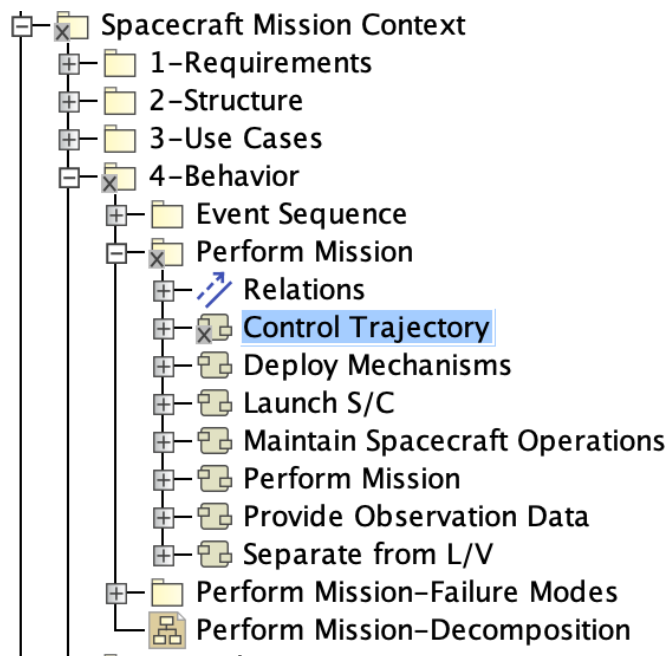 Spacecraft Mission Context
1-Requirements
2-Structure
3-Use Cases
4-Behavior
Event Sequence
Perform Mission
Relations
Control Trajectory
Deploy Mechanisms
Launch S/C
Maintain Spacecraft Operations
Perform Mission
Provide Observation Data
Separate from L/V
Perform Mission-Failure Modes
Perform Mission-Decomposition